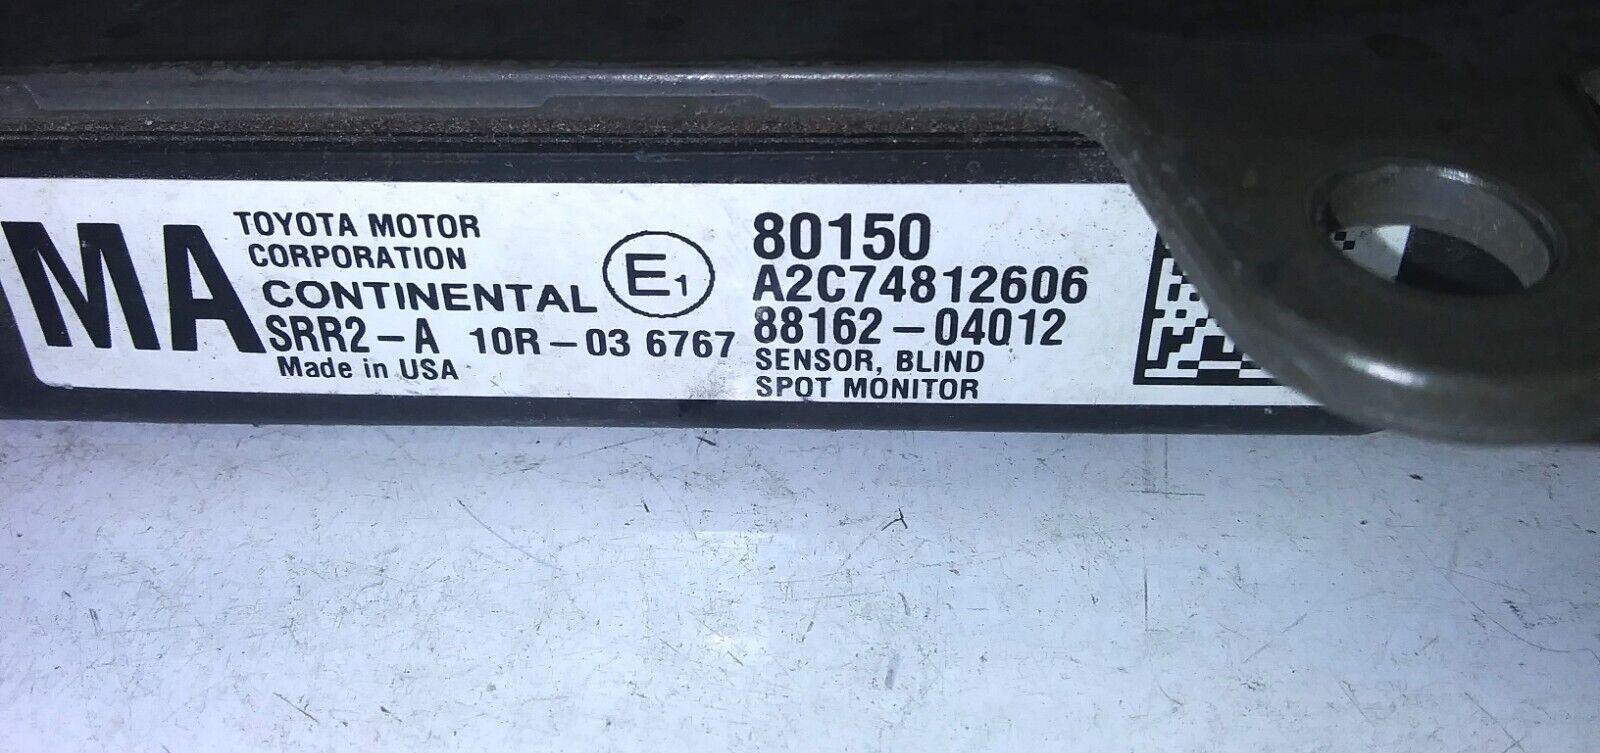 MA
TOYOTA MOTOR
CORPORATION
CONTINENTAL
SRR2-A 10R-03 6767
Made in USA
E1
80150
A2C74812606
88162-04012
SENSOR, BLIND
SPOT MONITOR